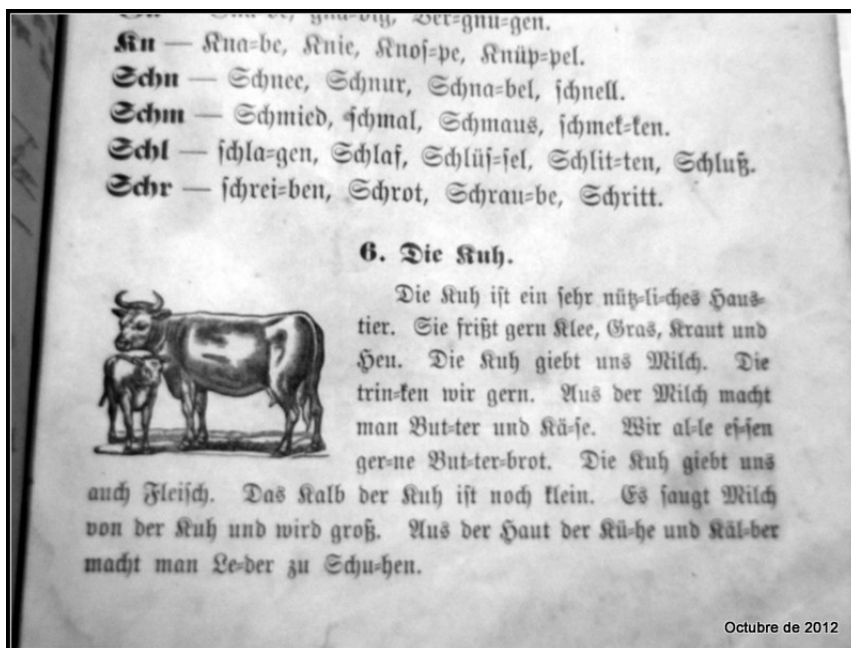 Ver=gnü=gen.
Kn — Kna=be, Knie, Knos=pe, Knüp=pel.
Schn — Schnee, Schnur, Schna=bel, schnell.
Schm — Schmied, schmal, Schmaus, schmek=ken.
Schl — schla=gen, Schlaf, Schlüs=sel, Schlit=ten, Schluß.
Schr — schrei=ben, Schrot, Schrau=be, Schritt.
6. Die Kuh.
Die Kuh ist ein sehr nütz=li=ches Haus=
tier. Sie frißt gern Klee, Gras, Kraut und
Heu. Die Kuh giebt uns Milch. Die
trin=ken wir gern. Aus der Milch macht
man But=ter und Kä=se. Wir al=le es=sen
ger=ne But=ter=brot. Die Kuh giebt uns
auch Fleisch. Das Kalb der Kuh ist noch klein. Es saugt Milch
von der Kuh und wird groß. Aus der Haut der Kü=he und Käl=ber
macht man Le=der zu Schu=hen.
Octubre de 2012